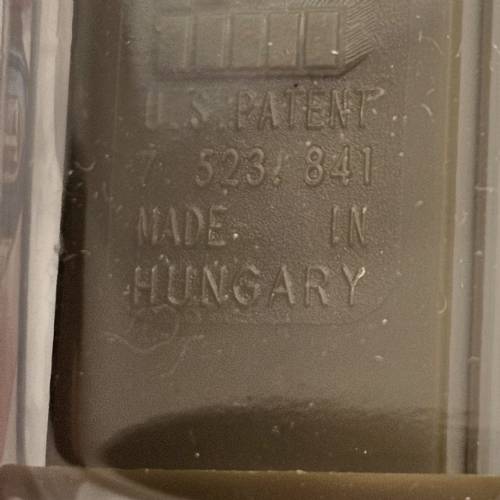 U.S.PATENT
7 523,841
MADE IN
HUNGARY